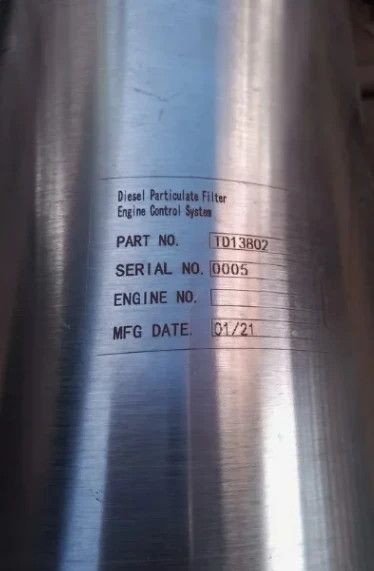 Diesel Particulate Filter
Engine Control System
PART NO. TD13802
SERIAL NO. 0005
ENGINE NO.
MFG DATE. 01/21